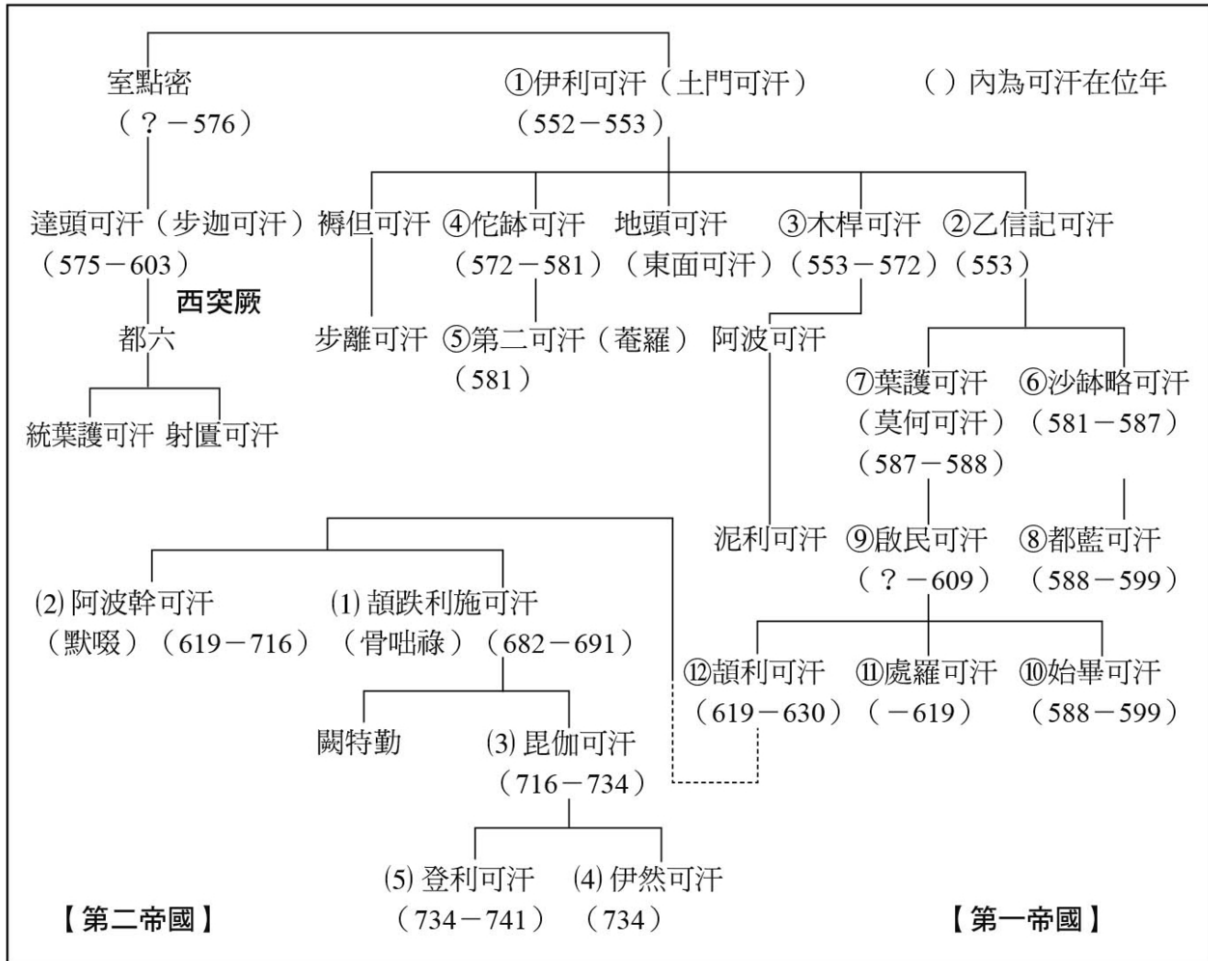 室點密
（？－576）
①伊利可汗（土門可汗）
（552－553）
（ ）內為可汗在位年
達頭可汗（步迦可汗）
（575－603）
西突厥
褥但可汗
④佗缽可汗
（572－581）
地頭可汗
（東面可汗）
③木桿可汗
（553－572）
②乙信記可汗
（553）
都六
步離可汗
⑤第二可汗（菴羅）
（581）
阿波可汗
⑦葉護可汗
（莫何可汗）
（587－588）
⑥沙缽略可汗
（581－587）
統葉護可汗
射匱可汗
泥利可汗
⑨啟民可汗
（？－609）
⑧都藍可汗
（588－599）
⑵ 阿波幹可汗
（默啜）（619－716）
⑴ 頡跌利施可汗
（骨咄祿）（682－691）
⑫頡利可汗
（619－630）
⑪處羅可汗
（－619）
⑩始畢可汗
（588－599）
闕特勤
⑶ 毘伽可汗
（716－734）
⑸ 登利可汗
（734－741）
⑷ 伊然可汗
（734）
【第二帝國】
【第一帝國】